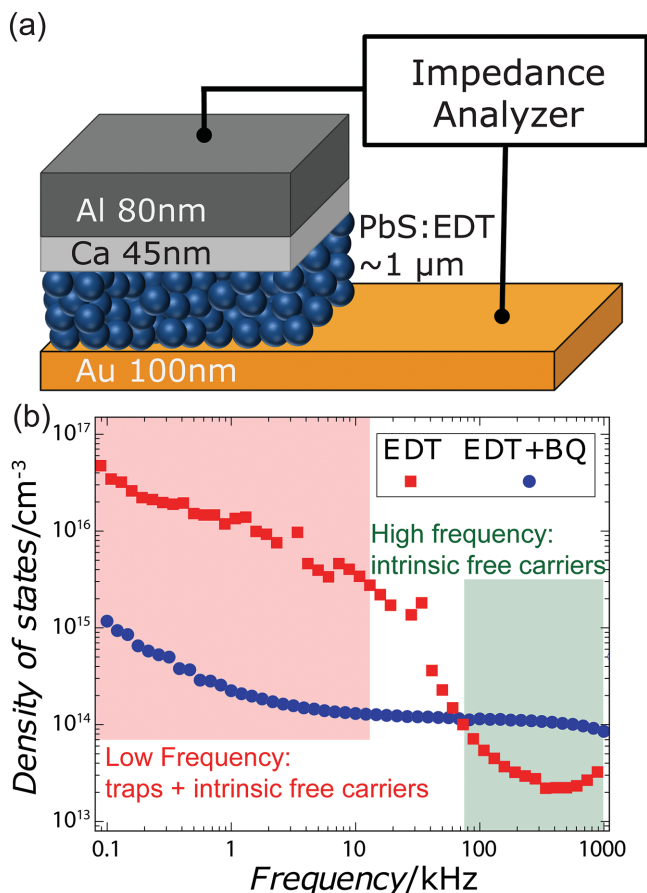 (a)
Impedance
Analyzer
Al 80nm
Ca 45nm
PbS:EDT
~1 μm
Au 100nm
(b)
Density of states/cm⁻³
10¹⁷
10¹⁶
10¹⁵
10¹⁴
10¹³
EDT EDT+BQ
High frequency:
intrinsic free carriers
Low Frequency:
traps + intrinsic free carriers
0.1 1 10 100 1000
Frequency/kHz